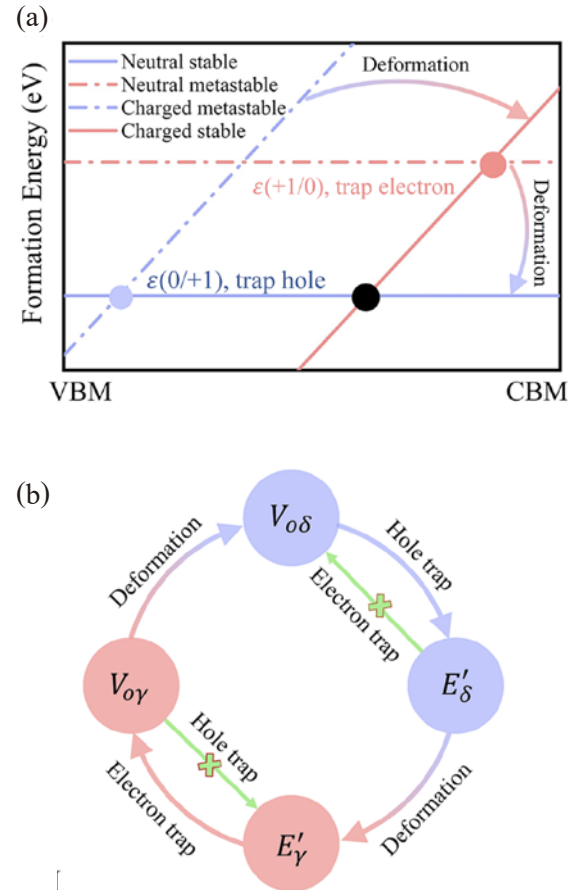 (a)
Neutral stable
Neutral metastable
Charged metastable
Charged stable
Deformation
Deformation
ε(+1/0), trap electron
ε(0/+1), trap hole
Formation Energy (eV)
VBM
CBM
(b)
V_{oδ}
Deformation
Hole trap
Electron trap
V_{oγ}
E'_δ
Hole trap
Electron trap
Deformation
E'_γ